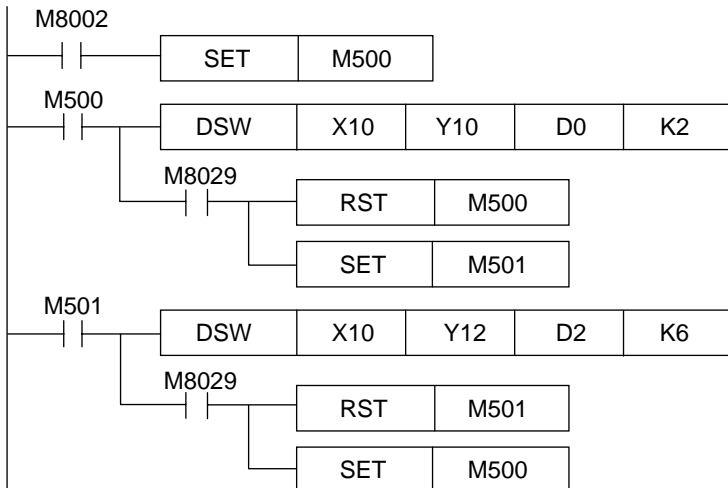 M8002
SET M500
M500
DSW X10 Y10 D0 K2
M8029
RST M500
SET M501
M501
DSW X10 Y12 D2 K6
M8029
RST M501
SET M500